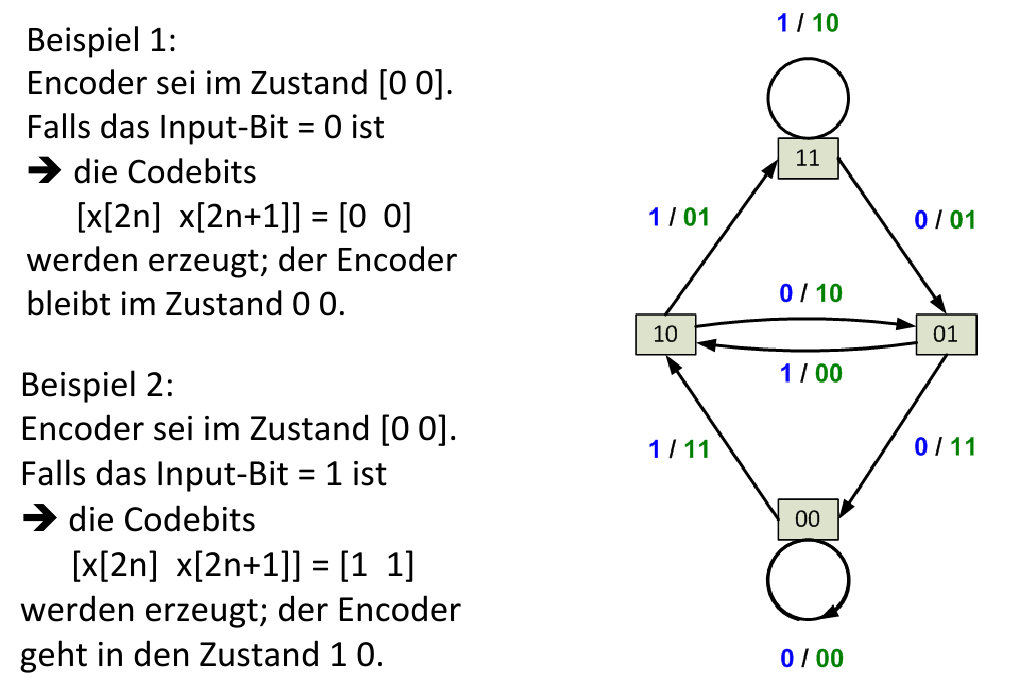 Beispiel 1:
Encoder sei im Zustand [0 0].
Falls das Input-Bit = 0 ist
➔ die Codebits
[x[2n]  x[2n+1]] = [0  0]
werden erzeugt; der Encoder
bleibt im Zustand 0 0.
Beispiel 2:
Encoder sei im Zustand [0 0].
Falls das Input-Bit = 1 ist
➔ die Codebits
[x[2n]  x[2n+1]] = [1  1]
werden erzeugt; der Encoder
geht in den Zustand 1 0.
1 / 10
11
1 / 01
0 / 01
0 / 10
10
01
1 / 00
1 / 11
0 / 11
00
0 / 00